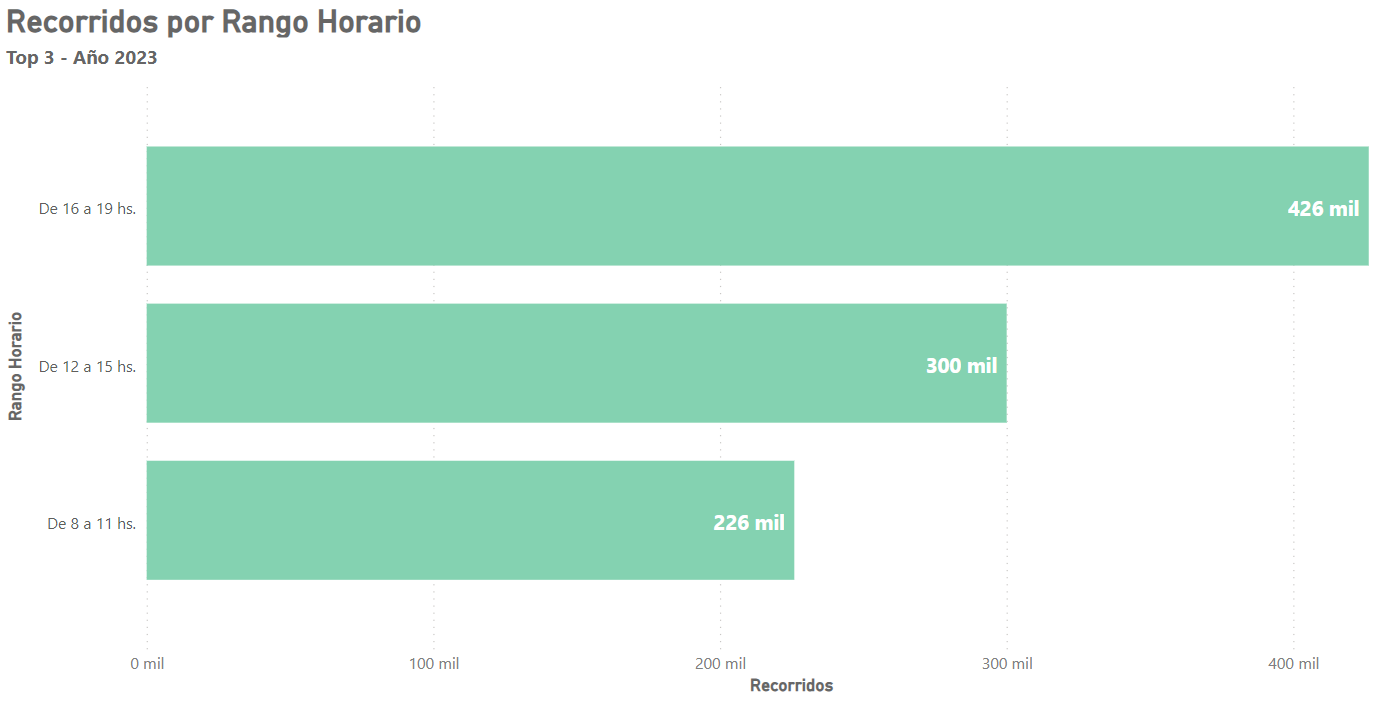 Recorridos por Rango Horario
Top 3 - Año 2023
Rango Horario
De 16 a 19 hs.
426 mil
De 12 a 15 hs.
300 mil
De 8 a 11 hs.
226 mil
0 mil
100 mil
200 mil
300 mil
400 mil
Recorridos